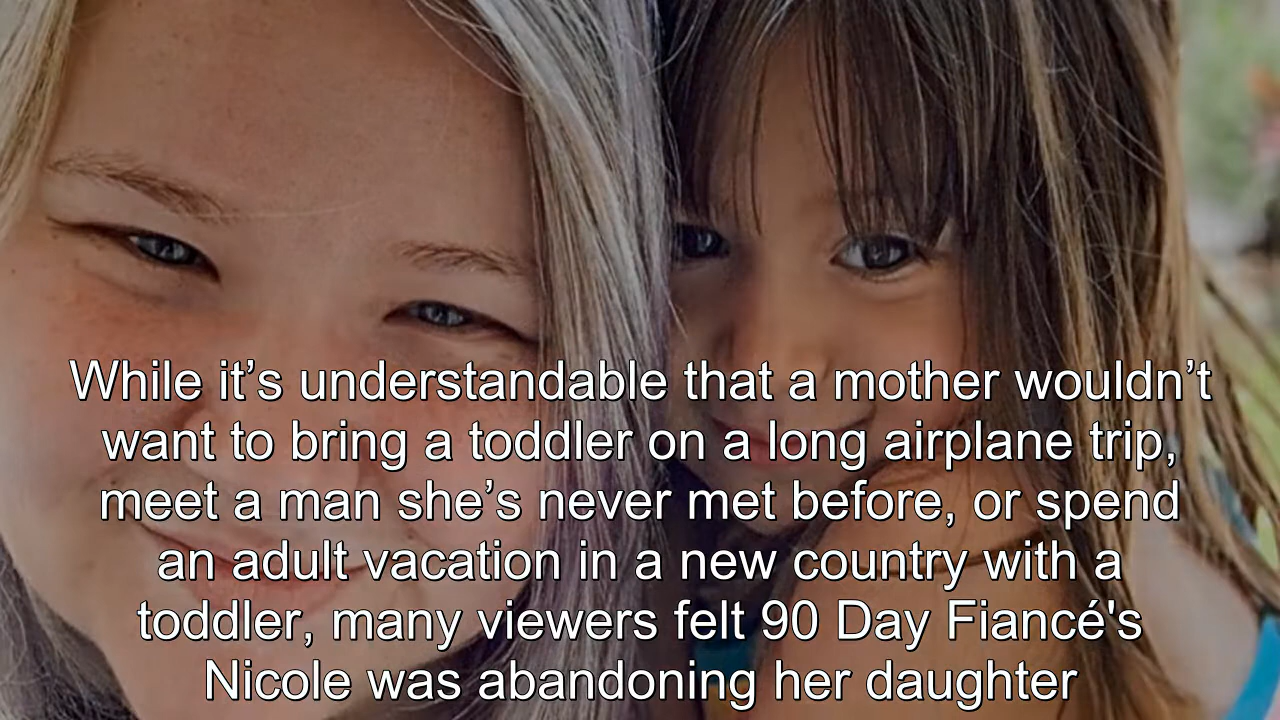 While it’s understandable that a mother wouldn’t
want to bring a toddler on a long airplane trip,
meet a man she’s never met before, or spend
an adult vacation in a new country with a
toddler, many viewers felt 90 Day Fiancé's
Nicole was abandoning her daughter